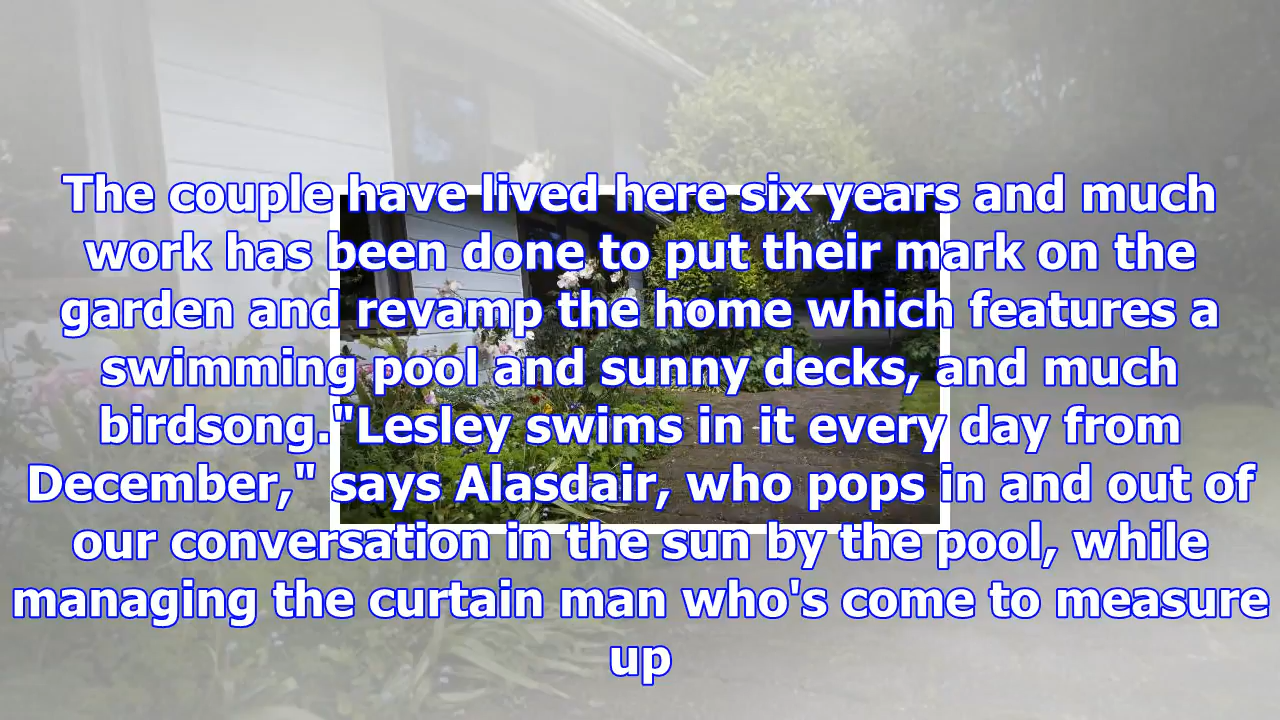 The couple have lived here six years and much
work has been done to put their mark on the
garden and revamp the home which features a
swimming pool and sunny decks, and much
birdsong."Lesley swims in it every day from
December," says Alasdair, who pops in and out of
our conversation in the sun by the pool, while
managing the curtain man who's come to measure
up